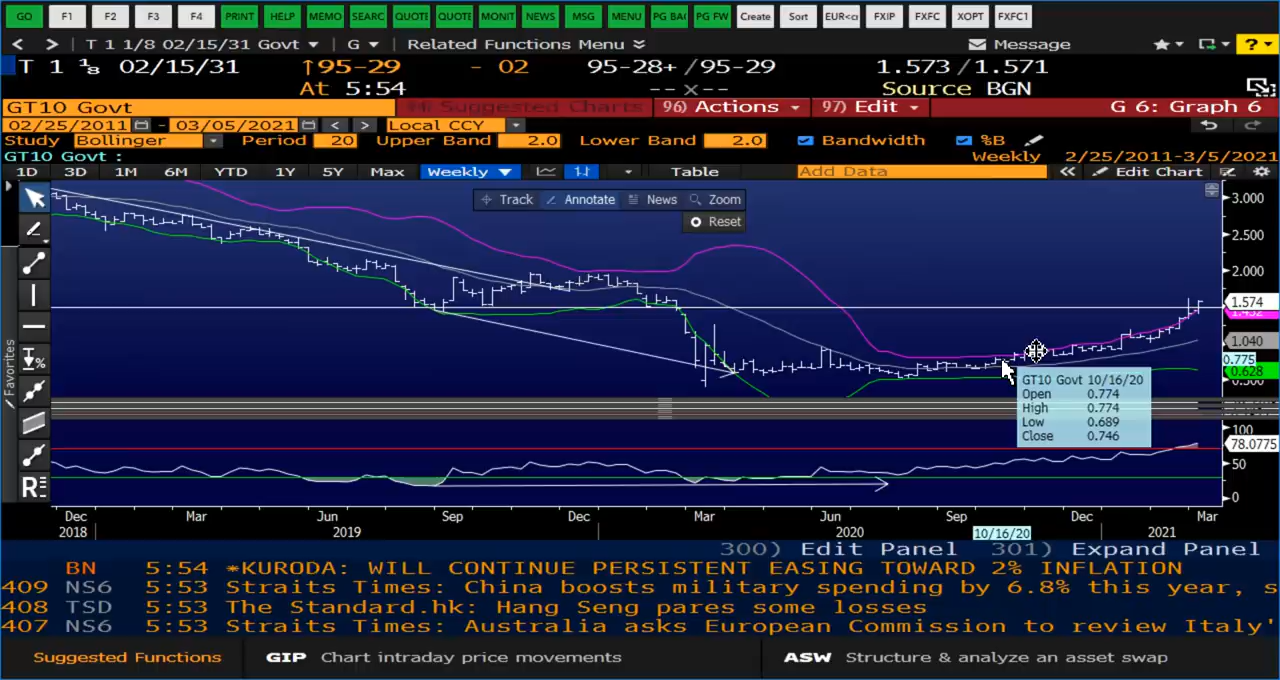 GO F1 F2 F3 F4 PRINT HELP MEMO SEARC QUOTE QUOTE MONIT NEWS MSG MENU PG BAI PG FW Create Sort EUR<cu FXIP FXFC XOPT FXFC1
< > T 1 1/8 02/15/31 Govt G Related Functions Menu Message ?
T 1 ⅛ 02/15/31 ↑95-29 - 02 95-28+ /95-29 1.573 /1.571
At 5:54 -- x -- Source BGN
GT10 Govt Suggested Charts 96) Actions 97) Edit G 6: Graph 6
02/25/2011 - 03/05/2021 < > Local CCY
Study Bollinger Period 20 Upper Band 2.0 Lower Band 2.0 Bandwidth %B
GT10 Govt : Weekly 2/25/2011-3/5/2021
1D 3D 1M 6M YTD 1Y 5Y Max Weekly Table Add Data « Edit Chart
Track Annotate News Zoom
Reset
3.000
2.500
2.000
1.574
1.040
0.775
0.628
% Favorites
R
GT10 Govt 10/16/20
Open 0.774
High 0.774
Low 0.689
Close 0.746
100
78.0775
50
0
Dec Mar Jun Sep Dec Mar Jun Sep Dec Mar
2018 2019 2020 10/16/20 2021
300) Edit Panel 301) Expand Panel
BN 5:54 *KURODA: WILL CONTINUE PERSISTENT EASING TOWARD 2% INFLATION
409 NS6 5:53 Straits Times: China boosts military spending by 6.8% this year, s
408 TSD 5:53 The Standard.hk: Hang Seng pares some losses
407 NS6 5:53 Straits Times: Australia asks European Commission to review Italy'
Suggested Functions GIP Chart intraday price movements ASW Structure & analyze an asset swap